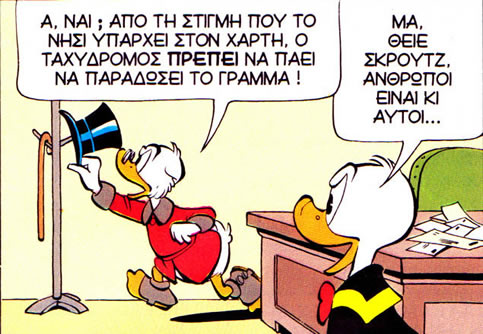 Α, ΝΑΙ ; ΑΠΟ ΤΗ ΣΤΙΓΜΗ ΠΟΥ ΤΟ
ΝΗΣΙ ΥΠΑΡΧΕΙ ΣΤΟΝ ΧΑΡΤΗ, Ο
ΤΑΧΥΔΡΟΜΟΣ ΠΡΕΠΕΙ ΝΑ ΠΑΕΙ
ΝΑ ΠΑΡΑΔΩΣΕΙ ΤΟ ΓΡΑΜΜΑ !
ΜΑ,
ΘΕΙΕ
ΣΚΡΟΥΤΖ,
ΑΝΘΡΩΠΟΙ
ΕΙΝΑΙ ΚΙ
ΑΥΤΟΙ...